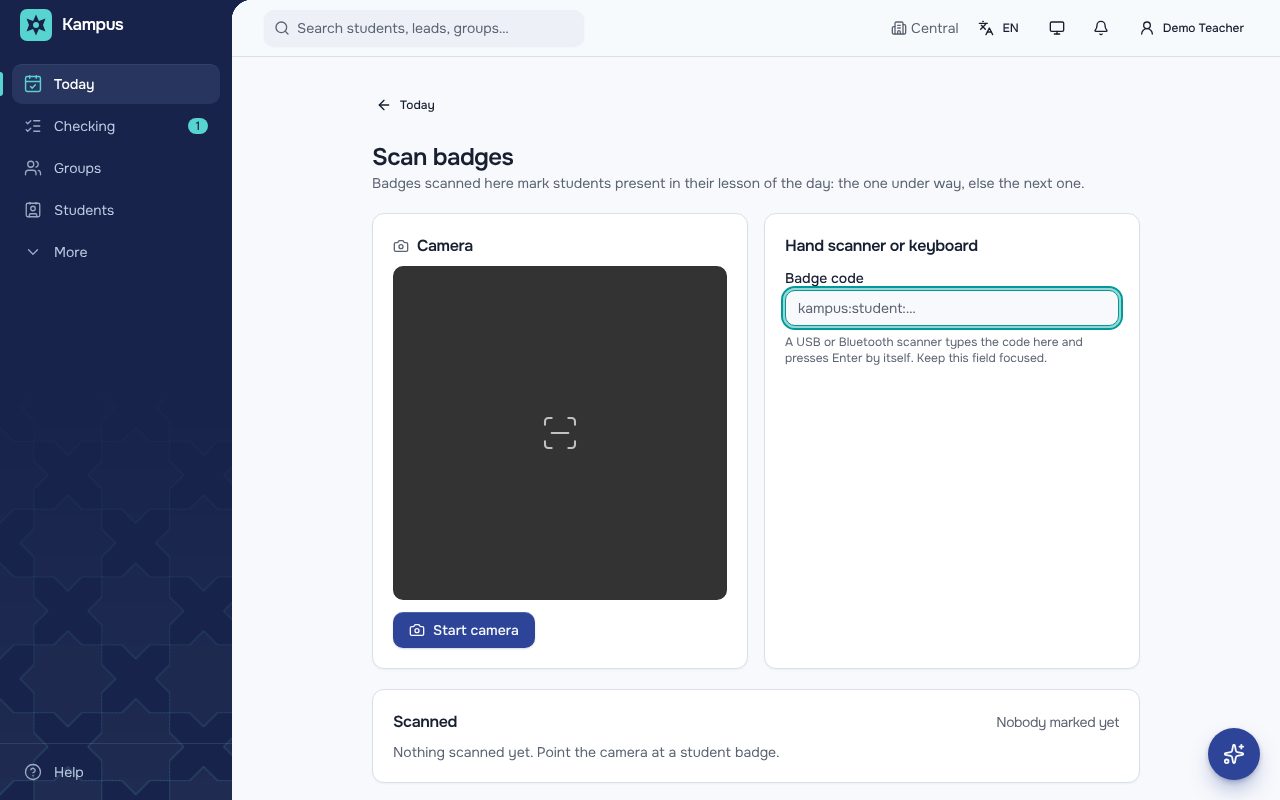 Kampus
Search students, leads, groups...
Central
EN
Demo Teacher
Today
Checking
1
Groups
Students
More
Help
Today
Scan badges
Badges scanned here mark students present in their lesson of the day: the one under way, else the next one.
Camera
Start camera
Hand scanner or keyboard
Badge code
kampus:student:...
A USB or Bluetooth scanner types the code here and
presses Enter by itself. Keep this field focused.
Scanned
Nobody marked yet
Nothing scanned yet. Point the camera at a student badge.